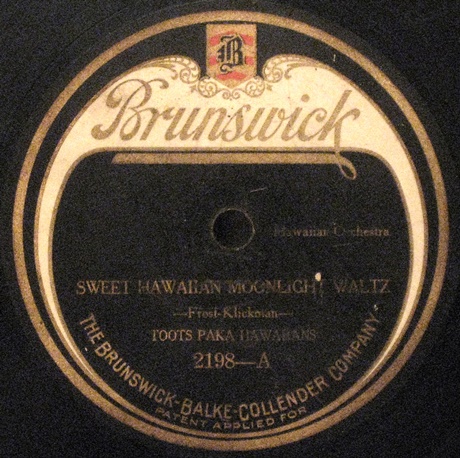 B
Brunswick
Hawaiian Orchestra
SWEET HAWAIIAN MOONLIGHT WALTZ
—Frost-Klickman—
TOOTS PAKA HAWAIIANS
2198—A
THE BRUNSWICK-BALKE-COLLENDER COMPANY
PATENT APPLIED FOR